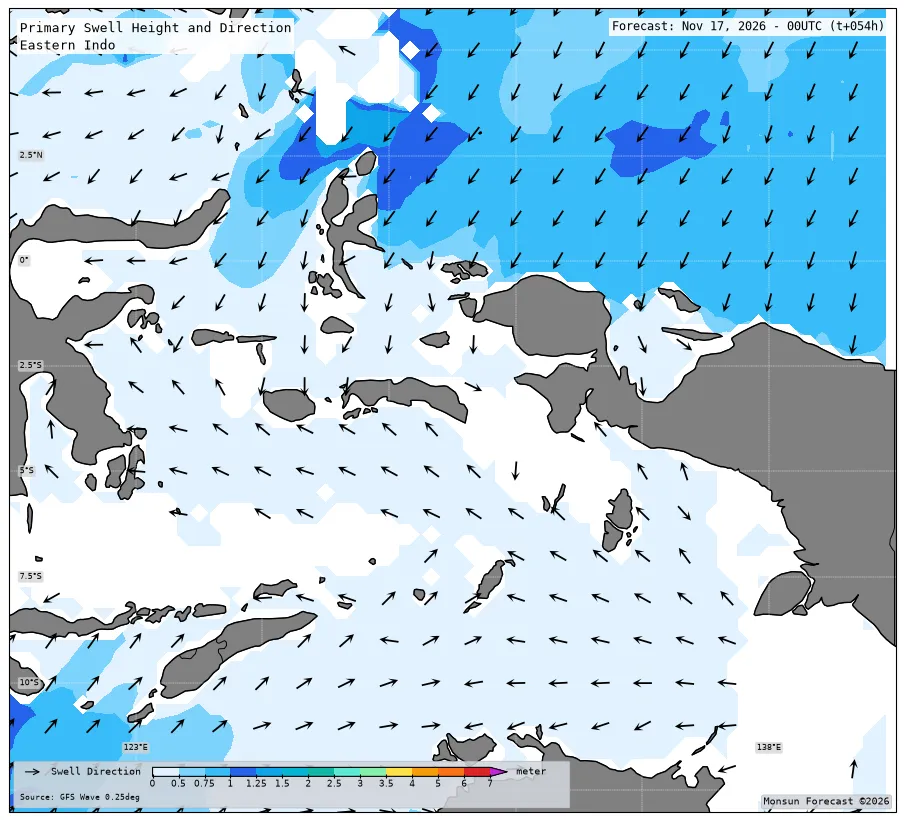 Primary Swell Height and Direction
Eastern Indo
Forecast: Nov 17, 2026 - 00UTC (t+054h)
2.5°N
0°
2.5°S
5°S
7.5°S
10°S
123°E
138°E
Swell Direction
0 0.5 0.75 1 1.25 1.5 2 2.5 3 3.5 4 5 6 7
meter
Source: GFS Wave 0.25deg
Monsun Forecast ©2026